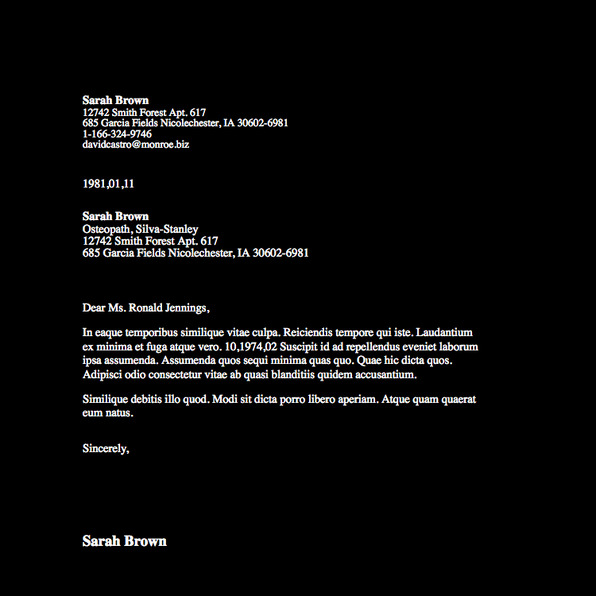 Sarah Brown
12742 Smith Forest Apt. 617
685 Garcia Fields Nicolechester, IA 30602-6981
1-166-324-9746
davidcastro@monroe.biz
1981,01,11
Sarah Brown
Osteopath, Silva-Stanley
12742 Smith Forest Apt. 617
685 Garcia Fields Nicolechester, IA 30602-6981
Dear Ms. Ronald Jennings,
In eaque temporibus similique vitae culpa. Reiciendis tempore qui iste. Laudantium
ex minima et fuga atque vero. 10,1974,02 Suscipit id ad repellendus eveniet laborum
ipsa assumenda. Assumenda quos sequi minima quas quo. Quae hic dicta quos.
Adipisci odio consectetur vitae ab quasi blanditiis quidem accusantium.
Similique debitis illo quod. Modi sit dicta porro libero aperiam. Atque quam quaerat
eum natus.
Sincerely,
Sarah Brown